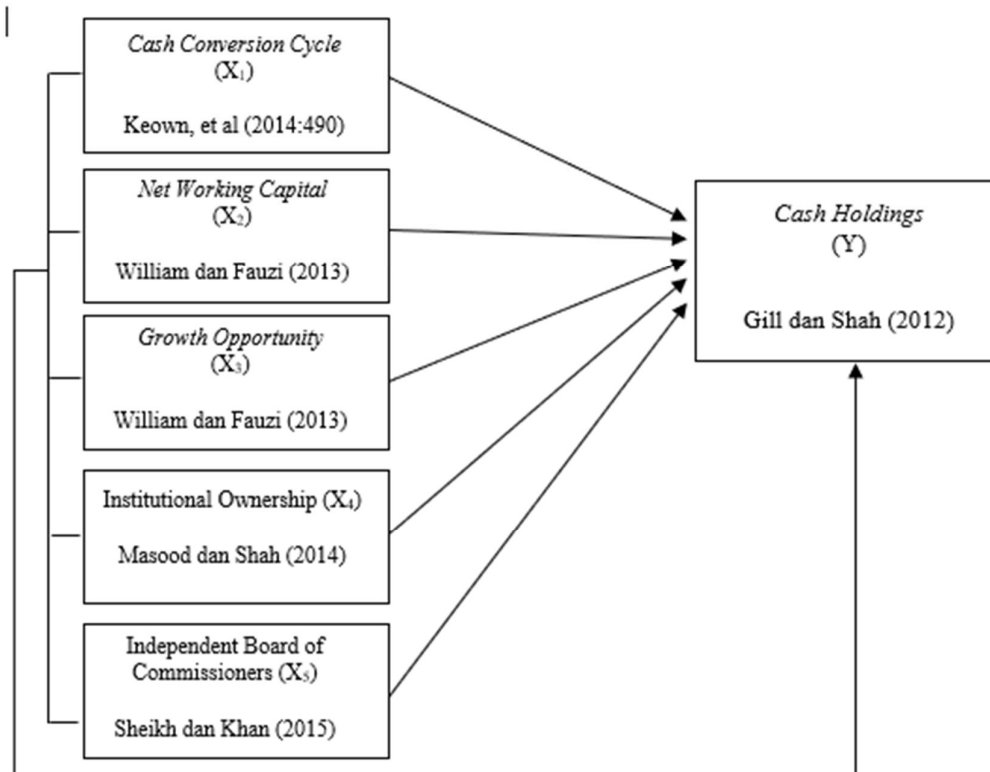 Cash Conversion Cycle
(X₁)
Keown, et al (2014:490)
Net Working Capital
(X₂)
William dan Fauzi (2013)
Growth Opportunity
(X₃)
William dan Fauzi (2013)
Institutional Ownership (X₄)
Masood dan Shah (2014)
Independent Board of
Commissioners (X₅)
Sheikh dan Khan (2015)
Cash Holdings
(Y)
Gill dan Shah (2012)